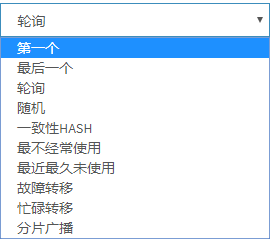 轮询
第一个
最后一个
轮询
随机
一致性HASH
最不经常使用
最近最久未使用
故障转移
忙碌转移
分片广播